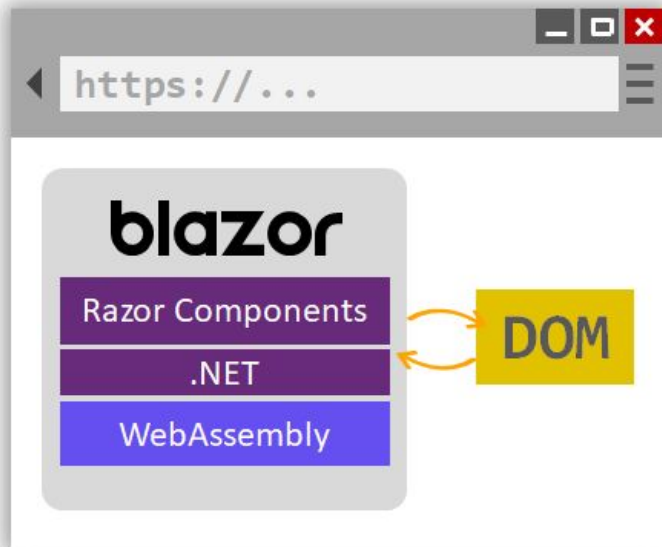 https://...
blazor
Razor Components
.NET
WebAssembly
DOM